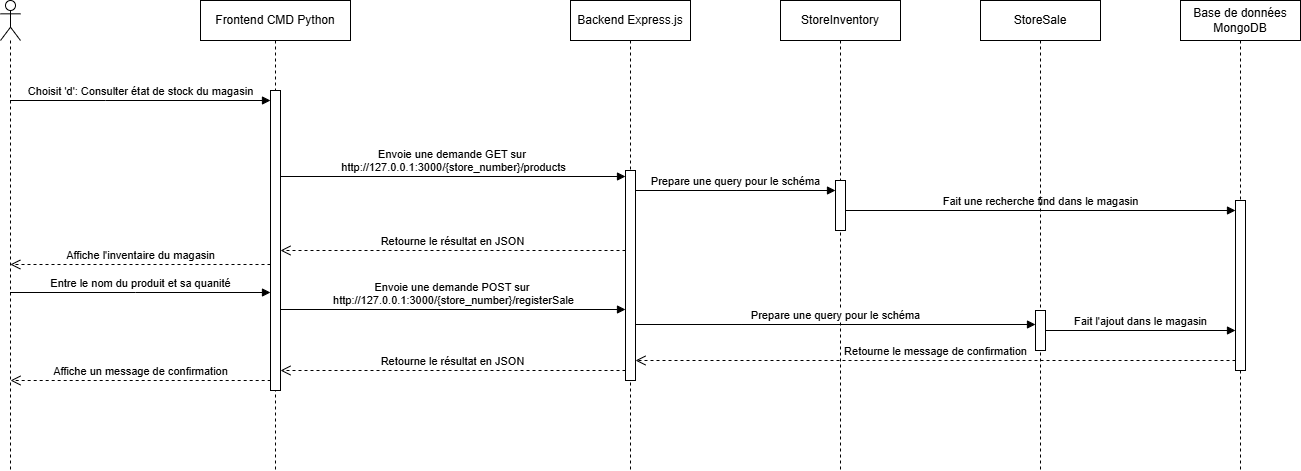 Frontend CMD Python
Backend Express.js
StoreInventory
StoreSale
Base de données
MongoDB
Choisit 'd': Consulter état de stock du magasin
Envoie une demande GET sur
http://127.0.0.1:3000/{store_number}/products
Prepare une query pour le schéma
Fait une recherche find dans le magasin
Retourne le résultat en JSON
Affiche l'inventaire du magasin
Entre le nom du produit et sa quanité
Envoie une demande POST sur
http://127.0.0.1:3000/{store_number}/registerSale
Prepare une query pour le schéma
Fait l'ajout dans le magasin
Retourne le message de confirmation
Retourne le résultat en JSON
Affiche un message de confirmation